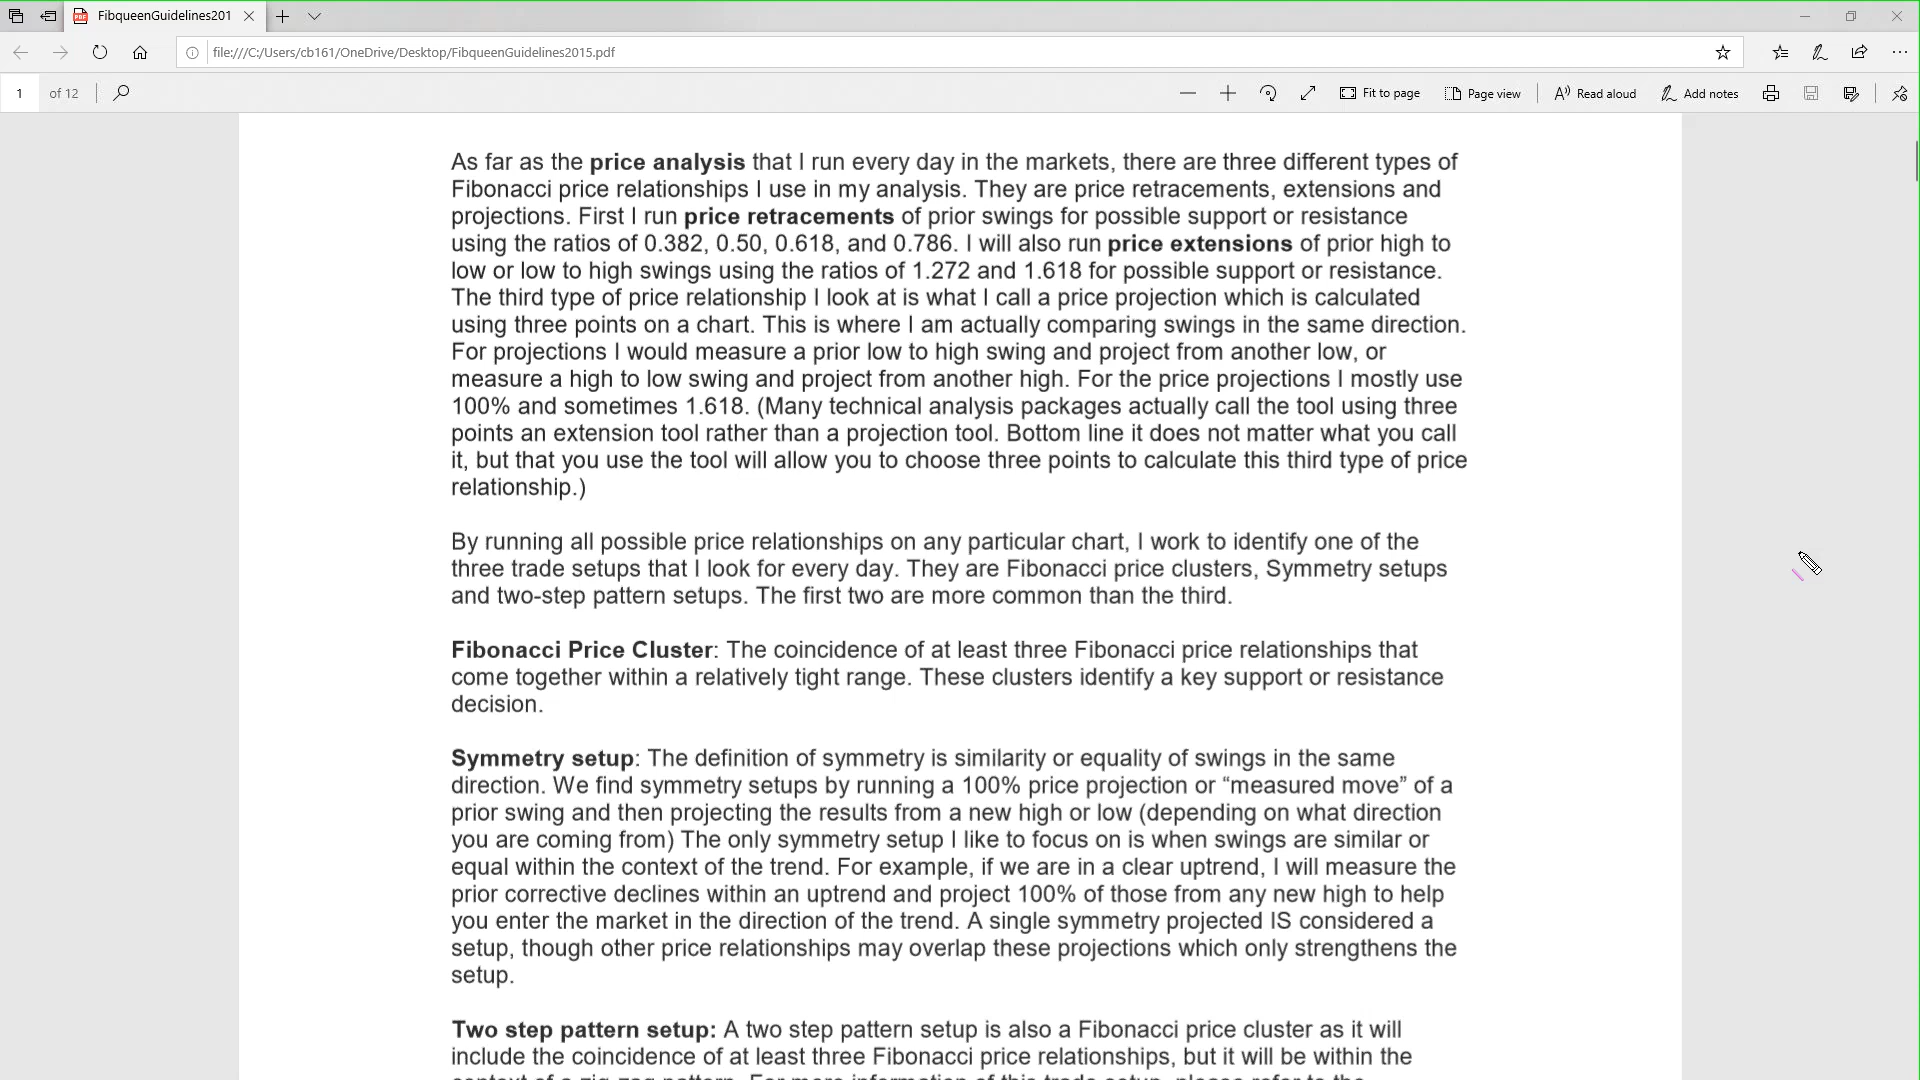 FibqueenGuidelines201
file:///C:/Users/cb161/OneDrive/Desktop/FibqueenGuidelines2015.pdf
1 of 12
Fit to page
Page view
Read aloud
Add notes
As far as the price analysis that I run every day in the markets, there are three different types of
Fibonacci price relationships I use in my analysis. They are price retracements, extensions and
projections. First I run price retracements of prior swings for possible support or resistance
using the ratios of 0.382, 0.50, 0.618, and 0.786. I will also run price extensions of prior high to
low or low to high swings using the ratios of 1.272 and 1.618 for possible support or resistance.
The third type of price relationship I look at is what I call a price projection which is calculated
using three points on a chart. This is where I am actually comparing swings in the same direction.
For projections I would measure a prior low to high swing and project from another low, or
measure a high to low swing and project from another high. For the price projections I mostly use
100% and sometimes 1.618. (Many technical analysis packages actually call the tool using three
points an extension tool rather than a projection tool. Bottom line it does not matter what you call
it, but that you use the tool will allow you to choose three points to calculate this third type of price
relationship.)
By running all possible price relationships on any particular chart, I work to identify one of the
three trade setups that I look for every day. They are Fibonacci price clusters, Symmetry setups
and two-step pattern setups. The first two are more common than the third.
Fibonacci Price Cluster: The coincidence of at least three Fibonacci price relationships that
come together within a relatively tight range. These clusters identify a key support or resistance
decision.
Symmetry setup: The definition of symmetry is similarity or equality of swings in the same
direction. We find symmetry setups by running a 100% price projection or “measured move” of a
prior swing and then projecting the results from a new high or low (depending on what direction
you are coming from) The only symmetry setup I like to focus on is when swings are similar or
equal within the context of the trend. For example, if we are in a clear uptrend, I will measure the
prior corrective declines within an uptrend and project 100% of those from any new high to help
you enter the market in the direction of the trend. A single symmetry projected IS considered a
setup, though other price relationships may overlap these projections which only strengthens the
setup.
Two step pattern setup: A two step pattern setup is also a Fibonacci price cluster as it will
include the coincidence of at least three Fibonacci price relationships, but it will be within the
context of a zig-zag pattern. For more information of this trade setup, please refer to the